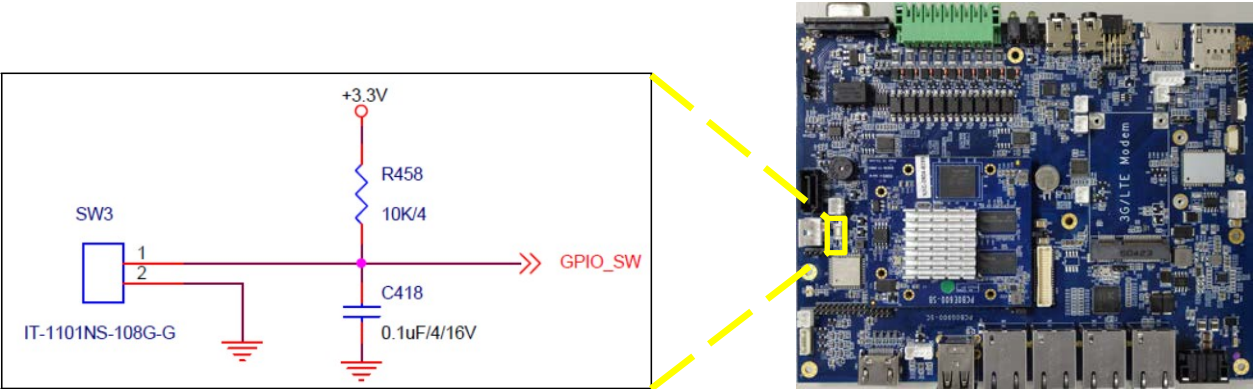 +3.3V
R458
10K/4
SW3
1
2
GPIO_SW
C418
IT-1101NS-108G-G
0.1uF/4/16V
3G/LTE Modem